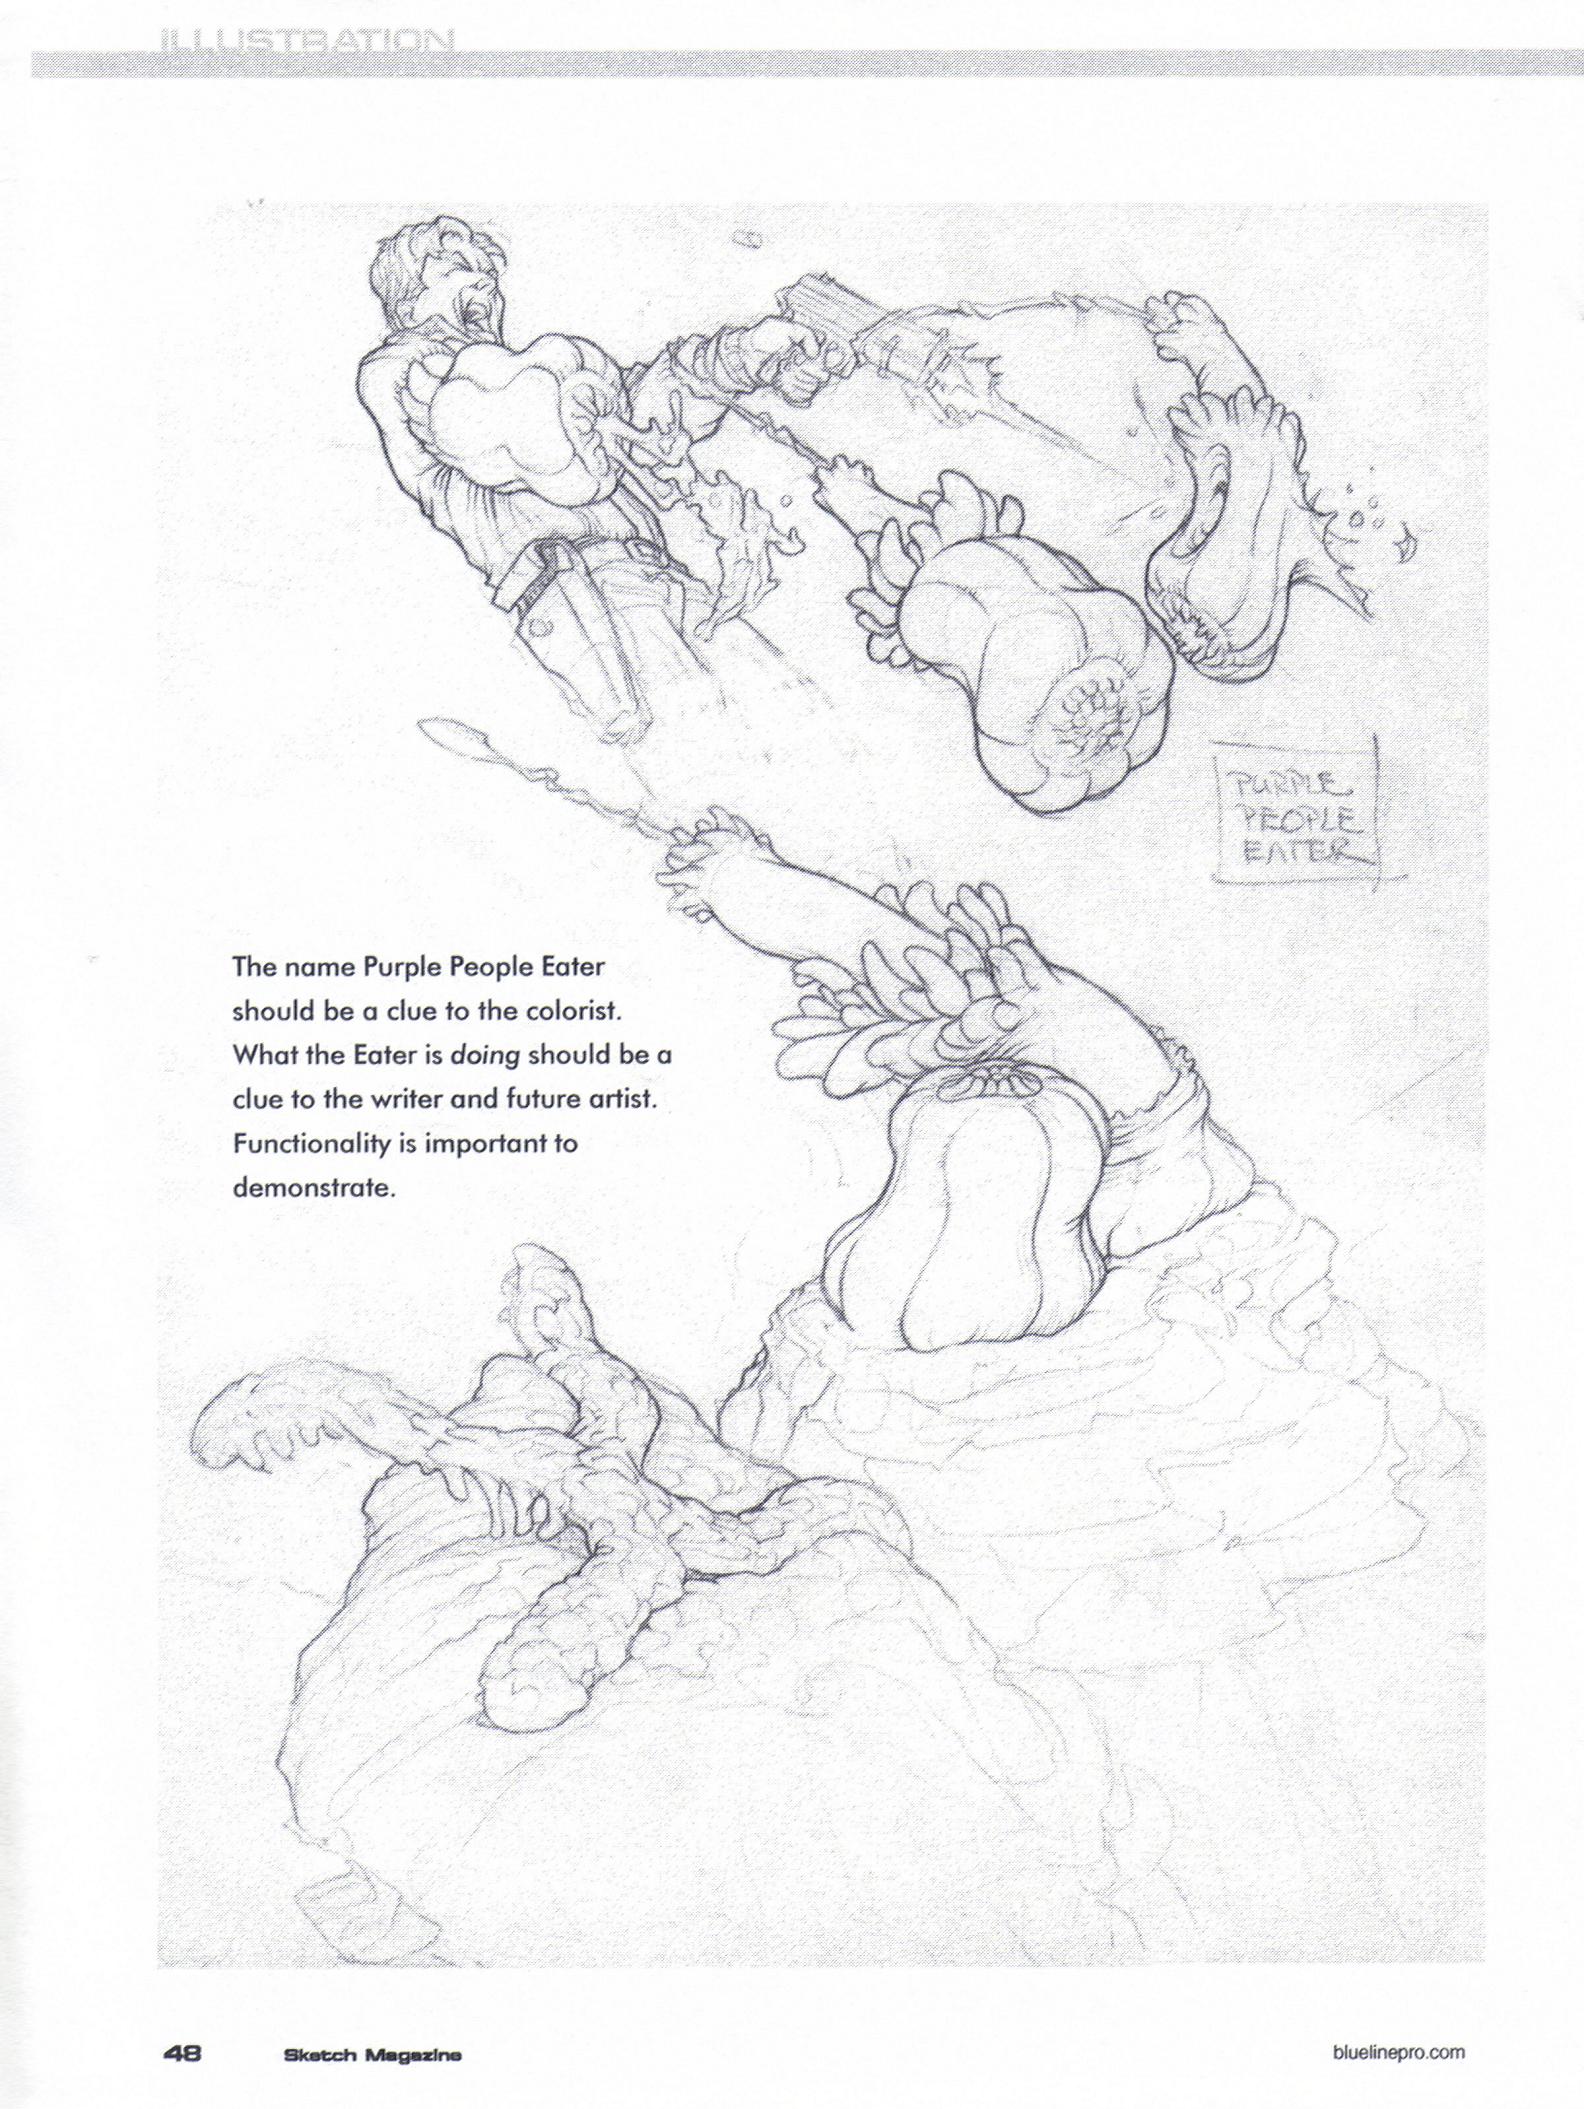 ILLUSTRATION
PURPLE
PEOPLE
EATER
The name Purple People Eater
should be a clue to the colorist.
What the Eater is doing should be a
clue to the writer and future artist.
Functionality is important to
demonstrate.
48 Sketch Magazine blueline​pro.com